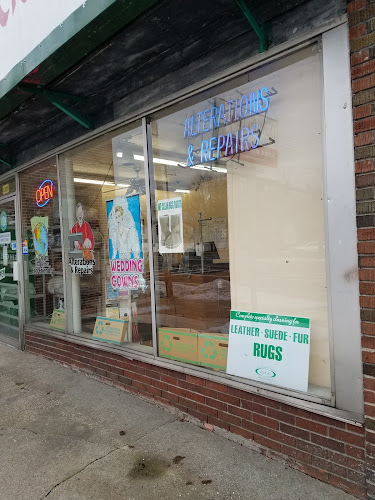 ALTERATIONS
& REPAIRS
OPEN
Alterations
& Repairs
WEDDING
GOWNS
Complete specialty cleaning for
LEATHER · SUEDE · FUR
RUGS